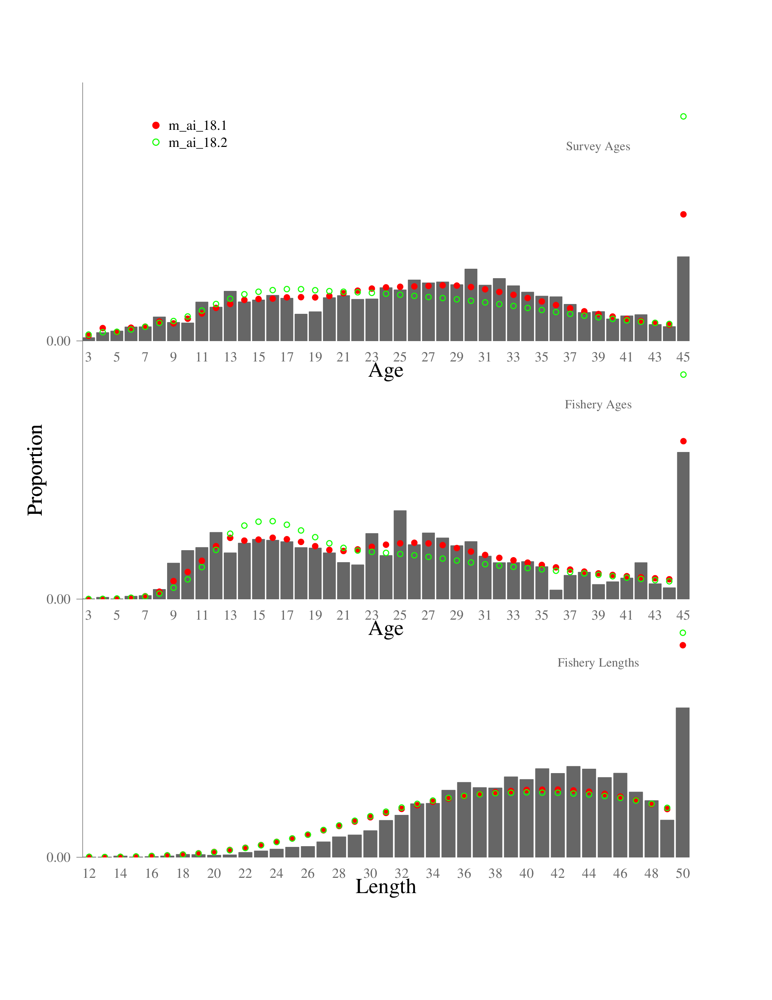 m_ai_18.1
m_ai_18.2
Survey Ages
0.00
3 5 7 9 11 13 15 17 19 21 23 25 27 29 31 33 35 37 39 41 43 45
Age
Fishery Ages
Proportion
0.00
3 5 7 9 11 13 15 17 19 21 23 25 27 29 31 33 35 37 39 41 43 45
Age
Fishery Lengths
0.00
12 14 16 18 20 22 24 26 28 30 32 34 36 38 40 42 44 46 48 50
Length